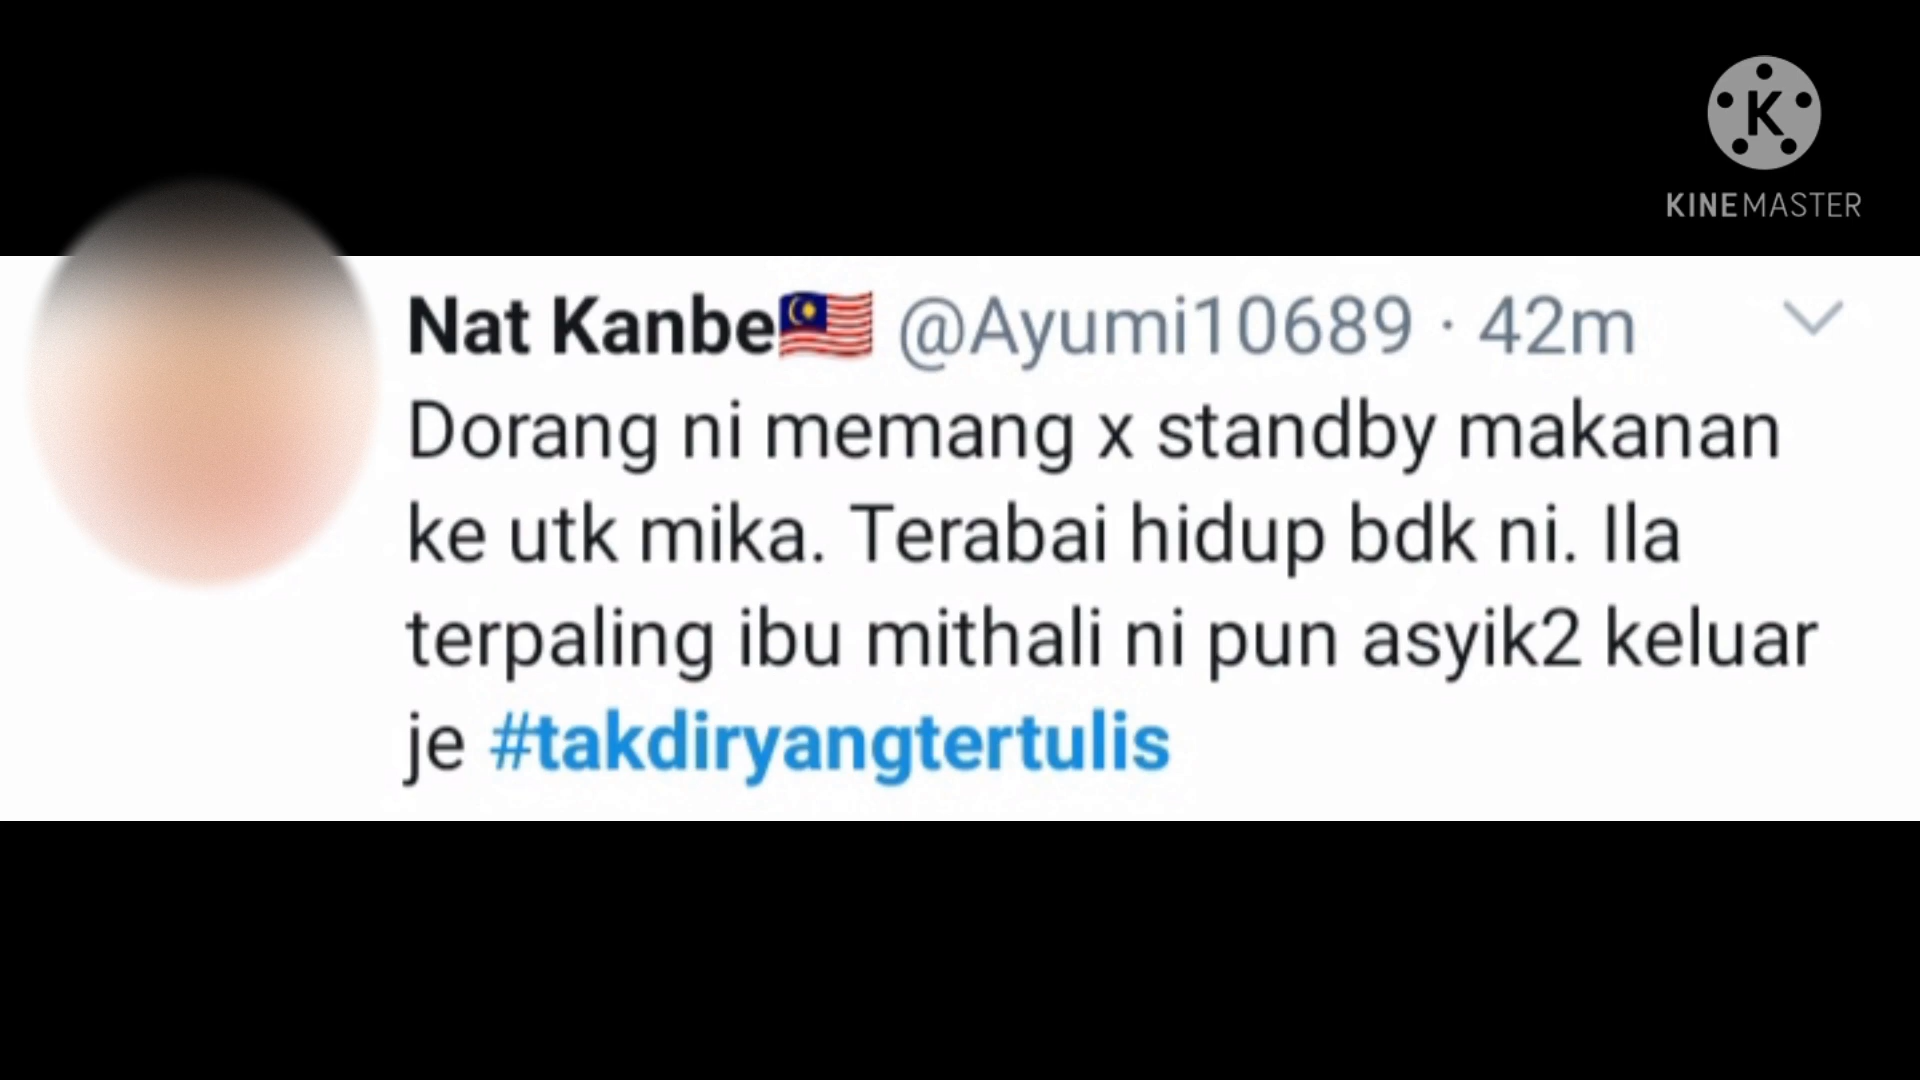 K
KINEMASTER
Nat Kanbe🇲🇾 @Ayumi10689 · 42m
Dorang ni memang x standby makanan
ke utk mika. Terabai hidup bdk ni. Ila
terpaling ibu mithali ni pun asyik2 keluar
je #takdiryangtertulis